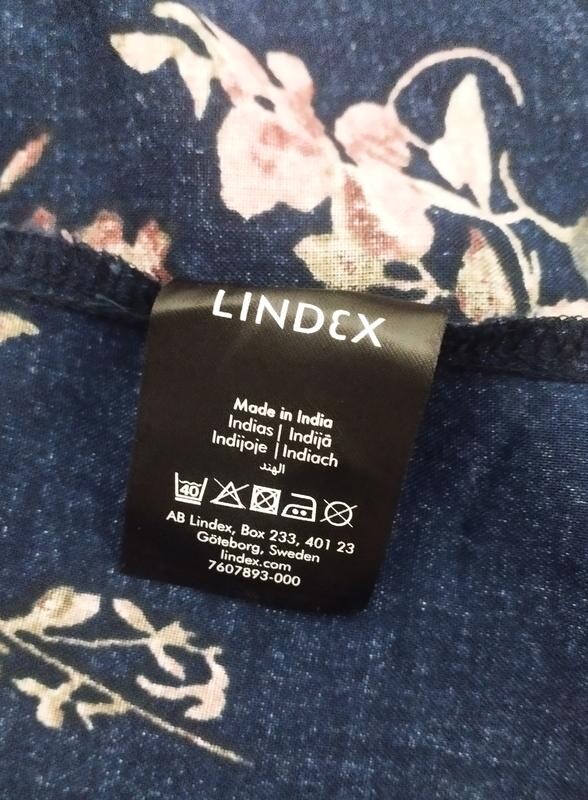 LINDEX
Made in India
Indias | Indijā
Indijoje | Indiach
الهند
40
AB Lindex, Box 233, 401 23
Göteborg, Sweden
lindex.com
7607893-000